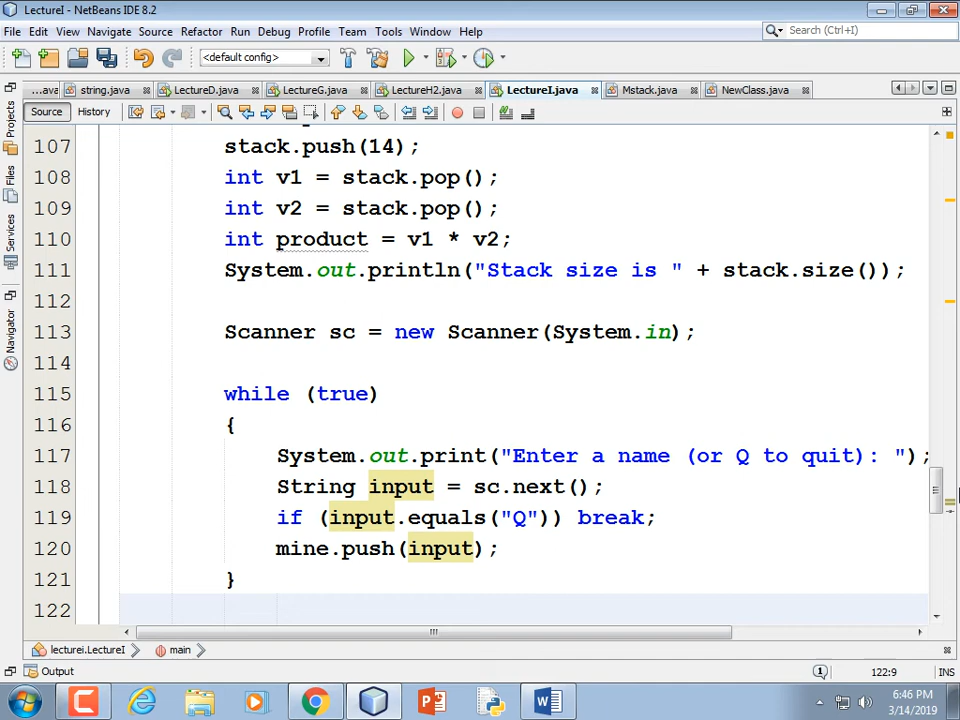 LectureI - NetBeans IDE 8.2
File Edit View Navigate Source Refactor Run Debug Profile Team Tools Window Help
Search (Ctrl+I)
<default config>
...ava string.java LectureD.java LectureG.java LectureH2.java LectureI.java Mstack.java NewClass.java
Source History
Projects
Files
Services
Navigator
107 stack.push(14);
108 int v1 = stack.pop();
109 int v2 = stack.pop();
110 int product = v1 * v2;
111 System.out.println("Stack size is " + stack.size());
112
113 Scanner sc = new Scanner(System.in);
114
115 while (true)
116 {
117 System.out.print("Enter a name (or Q to quit): ");
118 String input = sc.next();
119 if (input.equals("Q")) break;
120 mine.push(input);
121 }
122
lecturei.LectureI main
Output 1 122:9 INS
6:46 PM
3/14/2019